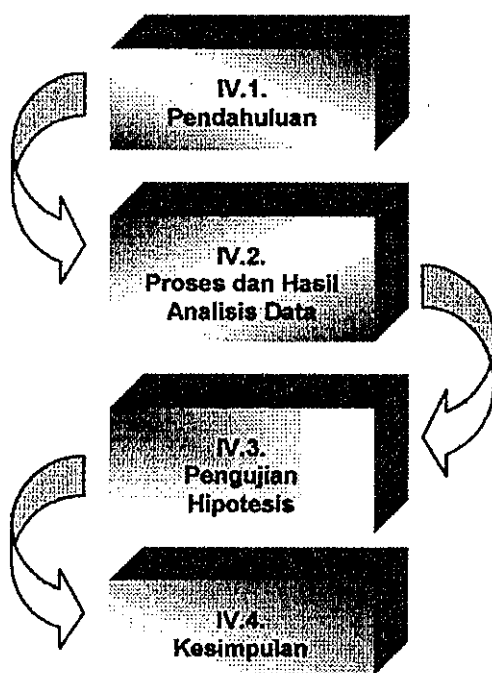 IV.1.
Pendahuluan
IV.2.
Proses dan Hasil
Analisis Data
IV.3.
Pengujian
Hipotesis
IV.4.
Kesimpulan